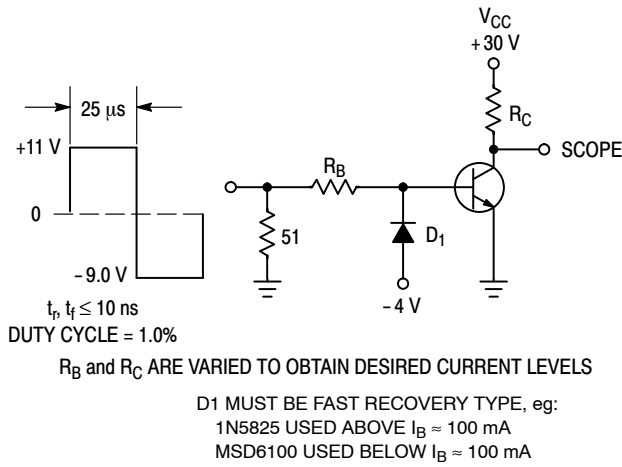 V_CC
+30 V
25 μs
R_C
+11 V
SCOPE
R_B
0
51
D_1
–9.0 V
–4 V
t_r, t_f ≤ 10 ns
DUTY CYCLE = 1.0%
R_B and R_C ARE VARIED TO OBTAIN DESIRED CURRENT LEVELS
D1 MUST BE FAST RECOVERY TYPE, eg:
1N5825 USED ABOVE I_B ≈ 100 mA
MSD6100 USED BELOW I_B ≈ 100 mA